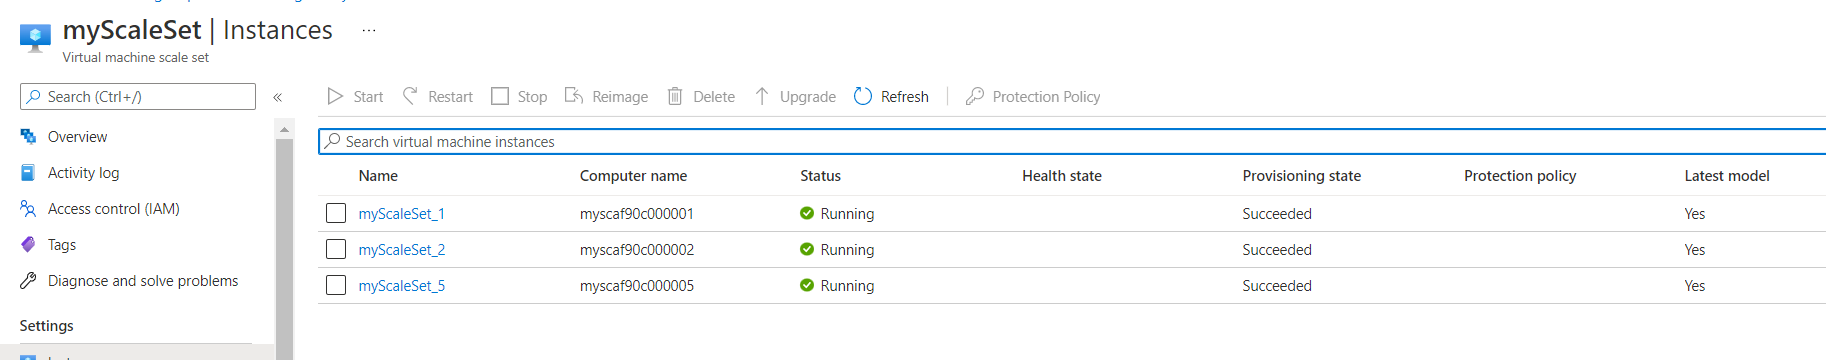 myScaleSet | Instances ...
Virtual machine scale set
Search (Ctrl+/) «
Start Restart Stop Reimage Delete Upgrade Refresh Protection Policy
Search virtual machine instances
Overview
Activity log
Access control (IAM)
Tags
Diagnose and solve problems
Settings
Name Computer name Status Health state Provisioning state Protection policy Latest model
myScaleSet_1 myscaf90c000001 Running Succeeded Yes
myScaleSet_2 myscaf90c000002 Running Succeeded Yes
myScaleSet_5 myscaf90c000005 Running Succeeded Yes